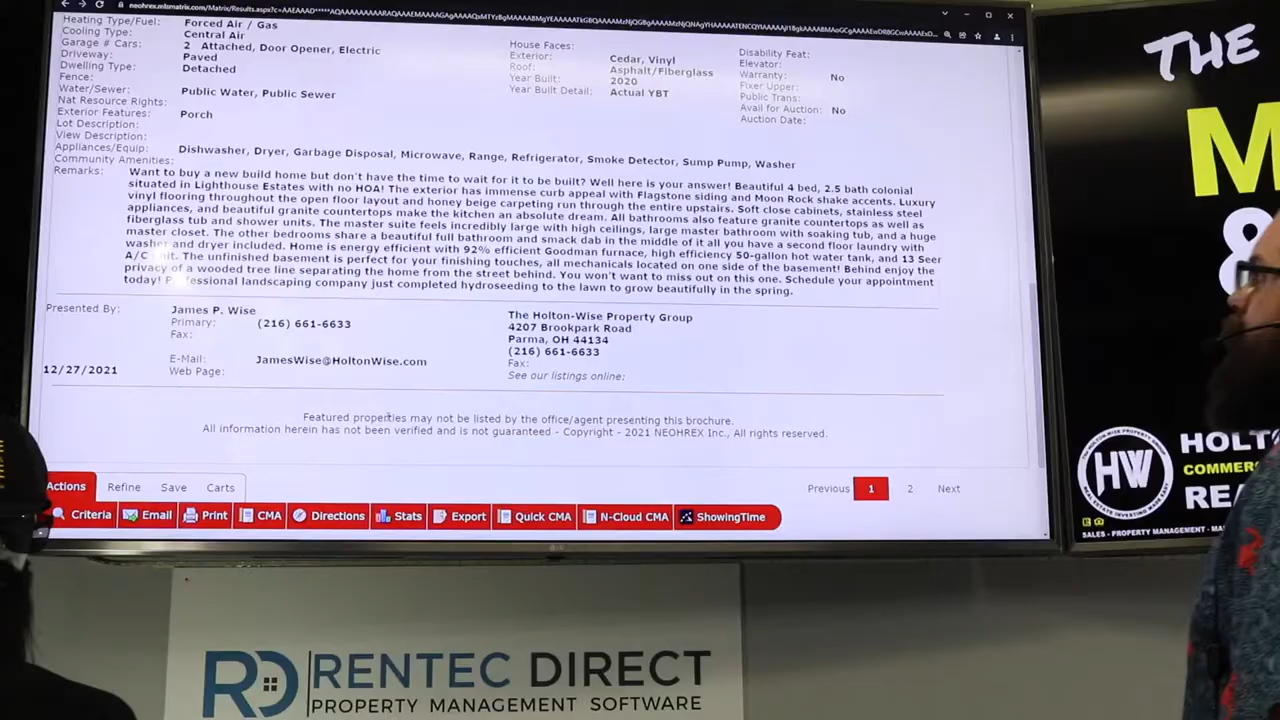 neohrex.mlsmatrix.com/Matrix/Results.aspx?c=
Heating Type/Fuel: Forced Air / Gas
Cooling Type: Central Air
Garage # Cars: 2 Attached, Door Opener, Electric
Driveway: Paved
Dwelling Type: Detached
Fence:
Water/Sewer: Public Water, Public Sewer
Nat Resource Rights:
Exterior Features: Porch
Lot Description:
View Description:
House Faces:
Exterior: Cedar, Vinyl
Roof: Asphalt/Fiberglass
Year Built: 2020
Year Built Detail: Actual YBT
Disability Feat:
Elevator:
Warranty: No
Fixer Upper:
Public Trans:
Avail for Auction: No
Auction Date:
Appliances/Equip: Dishwasher, Dryer, Garbage Disposal, Microwave, Range, Refrigerator, Smoke Detector, Sump Pump, Washer
Community Amenities:
Remarks: Want to buy a new build home but don't have the time to wait for it to be built? Well here is your answer! Beautiful 4 bed, 2.5 bath colonial
situated in Lighthouse Estates with no HOA! The exterior has immense curb appeal with Flagstone siding and Moon Rock shake accents. Luxury
vinyl flooring throughout the open floor layout and honey beige carpeting run through the entire upstairs. Soft close cabinets, stainless steel
appliances, and beautiful granite countertops make the kitchen an absolute dream. All bathrooms also feature granite countertops as well as
fiberglass tub and shower units. The master suite feels incredibly large with high ceilings, large master bathroom with soaking tub, and a huge
master closet. The other bedrooms share a beautiful full bathroom and smack dab in the middle of it all you have a second floor laundry with
washer and dryer included. Home is energy efficient with 92% efficient Goodman furnace, high efficiency 50-gallon hot water tank, and 13 Seer
A/C unit. The unfinished basement is perfect for your finishing touches, all mechanicals located on one side of the basement! Behind enjoy the
privacy of a wooded tree line separating the home from the street behind. You won't want to miss out on this one. Schedule your appointment
today! Professional landscaping company just completed hydroseeding to the lawn to grow beautifully in the spring.
Presented By: James P. Wise
Primary: (216) 661-6633
Fax:
E-Mail: JamesWise@HoltonWise.com
12/27/2021 Web Page:
The Holton-Wise Property Group
4207 Brookpark Road
Parma, OH 44134
(216) 661-6633
Fax:
See our listings online:
Featured properties may not be listed by the office/agent presenting this brochure.
All information herein has not been verified and is not guaranteed - Copyright - 2021 NEOHREX Inc., All rights reserved.
Actions Refine Save Carts Previous 1 2 Next
Criteria Email Print CMA Directions Stats Export Quick CMA N-Cloud CMA ShowingTime
THE
M
&
HW
HOLT
COMMER
REA
SALES - PROPERTY MANAGEMENT -
RD RENTEC DIRECT
PROPERTY MANAGEMENT SOFTWARE